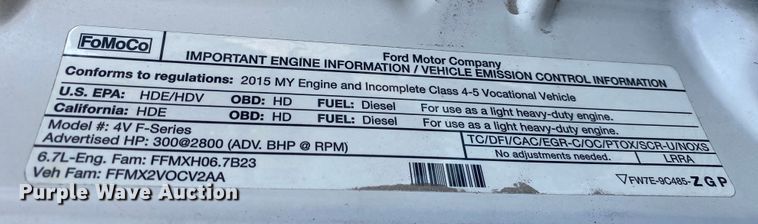 FoMoCo
Ford Motor Company
IMPORTANT ENGINE INFORMATION / VEHICLE EMISSION CONTROL INFORMATION
Conforms to regulations: 2015 MY Engine and Incomplete Class 4-5 Vocational Vehicle
U.S. EPA: HDE/HDV OBD: HD FUEL: Diesel For use as a light heavy-duty engine.
California: HDE OBD: HD FUEL: Diesel For use as a light heavy-duty engine.
Model #: 4V F-Series
Advertised HP: 300@2800 (ADV. BHP @ RPM)
TC/DFI/CAC/EGR-C/OC/PTOX/SCR-U/NOXS
No adjustments needed. LRRA
6.7L-Eng. Fam: FFMXH06.7B23
Veh Fam: FFMX2VOCV2AA
FW7E-9C485-ZGP
Purple Wave Auction